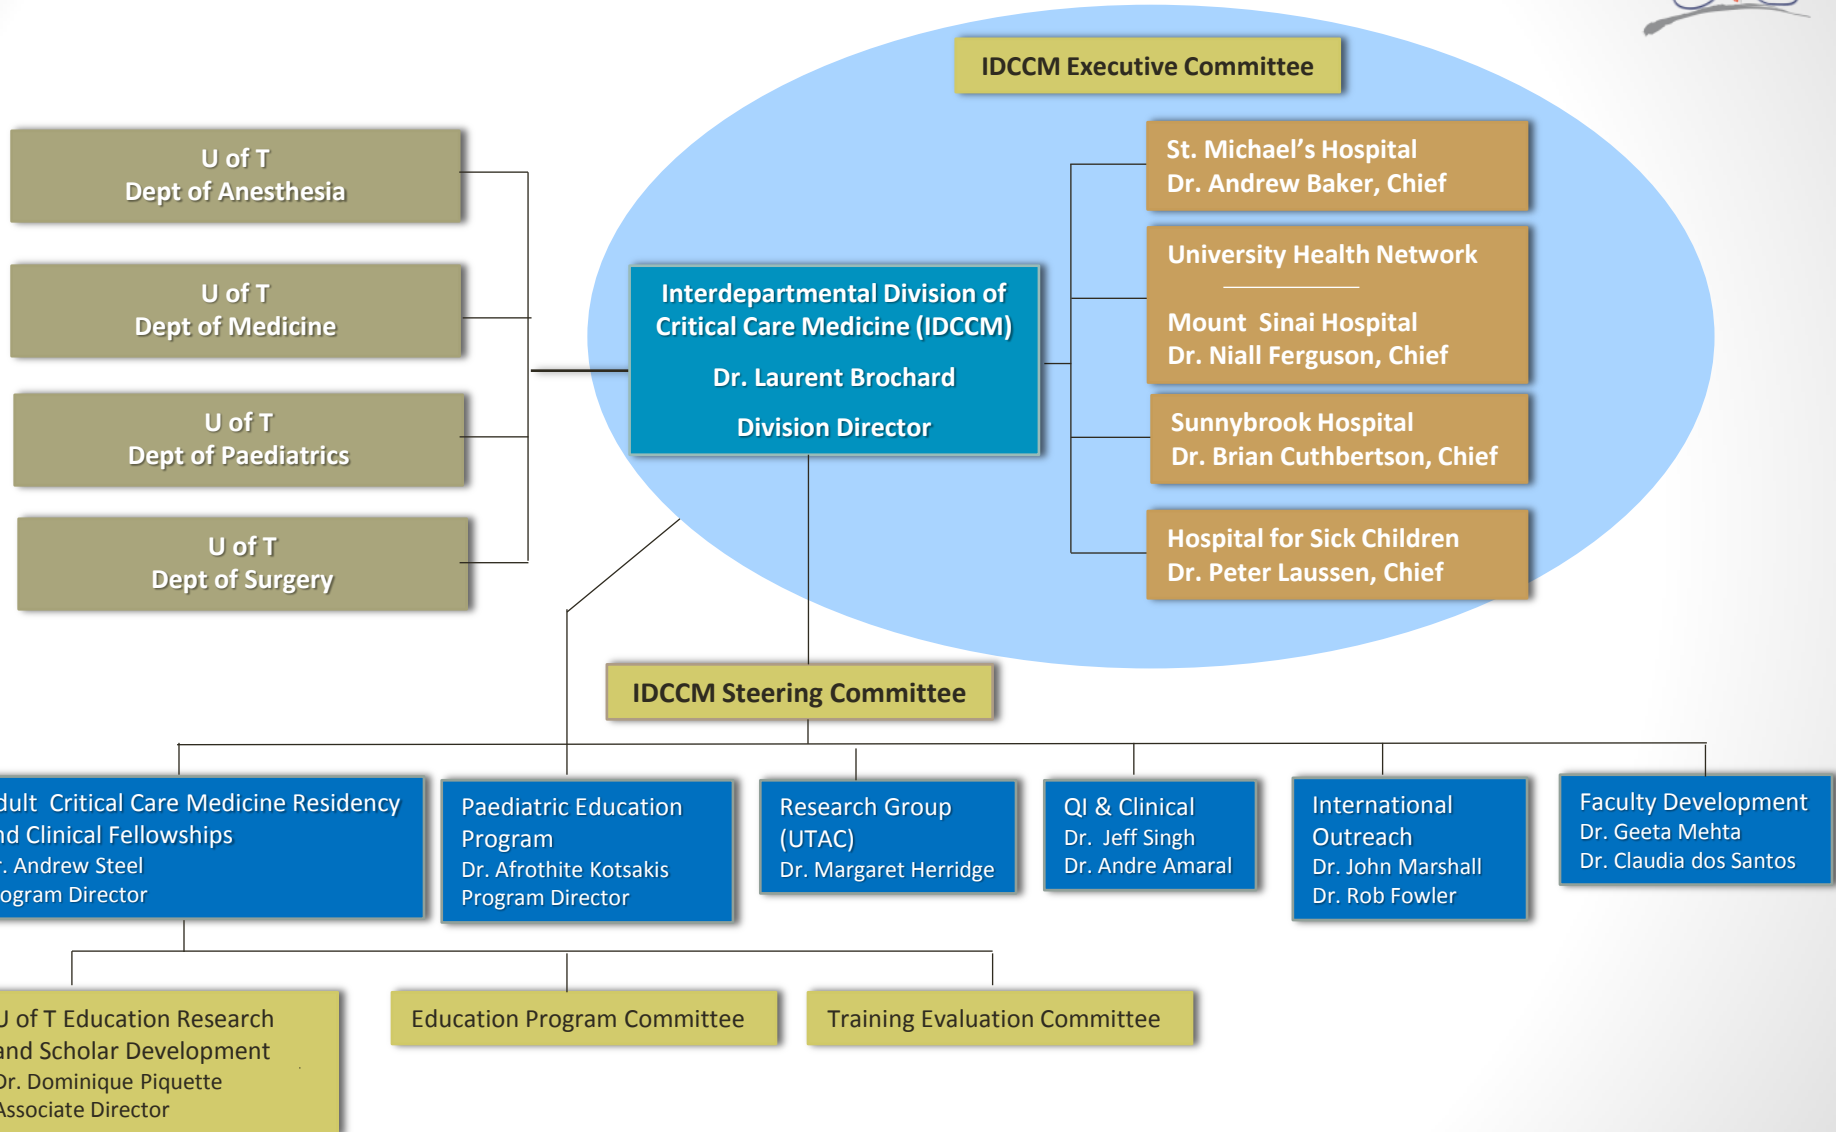 IDCCM Executive Committee
U of T
Dept of Anesthesia
U of T
Dept of Medicine
U of T
Dept of Paediatrics
U of T
Dept of Surgery
Interdepartmental Division of
Critical Care Medicine (IDCCM)
Dr. Laurent Brochard
Division Director
St. Michael’s Hospital
Dr. Andrew Baker, Chief
University Health Network
Mount Sinai Hospital
Dr. Niall Ferguson, Chief
Sunnybrook Hospital
Dr. Brian Cuthbertson, Chief
Hospital for Sick Children
Dr. Peter Laussen, Chief
IDCCM Steering Committee
dult Critical Care Medicine Residency
nd Clinical Fellowships
r. Andrew Steel
ogram Director
Paediatric Education
Program
Dr. Afrothite Kotsakis
Program Director
Research Group
(UTAC)
Dr. Margaret Herridge
QI & Clinical
Dr. Jeff Singh
Dr. Andre Amaral
International
Outreach
Dr. John Marshall
Dr. Rob Fowler
Faculty Development
Dr. Geeta Mehta
Dr. Claudia dos Santos
U of T Education Research
and Scholar Development
Dr. Dominique Piquette
Associate Director
Education Program Committee
Training Evaluation Committee